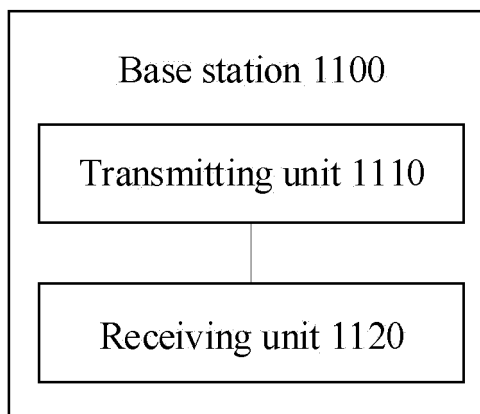 Base station 1100
Transmitting unit 1110
Receiving unit 1120